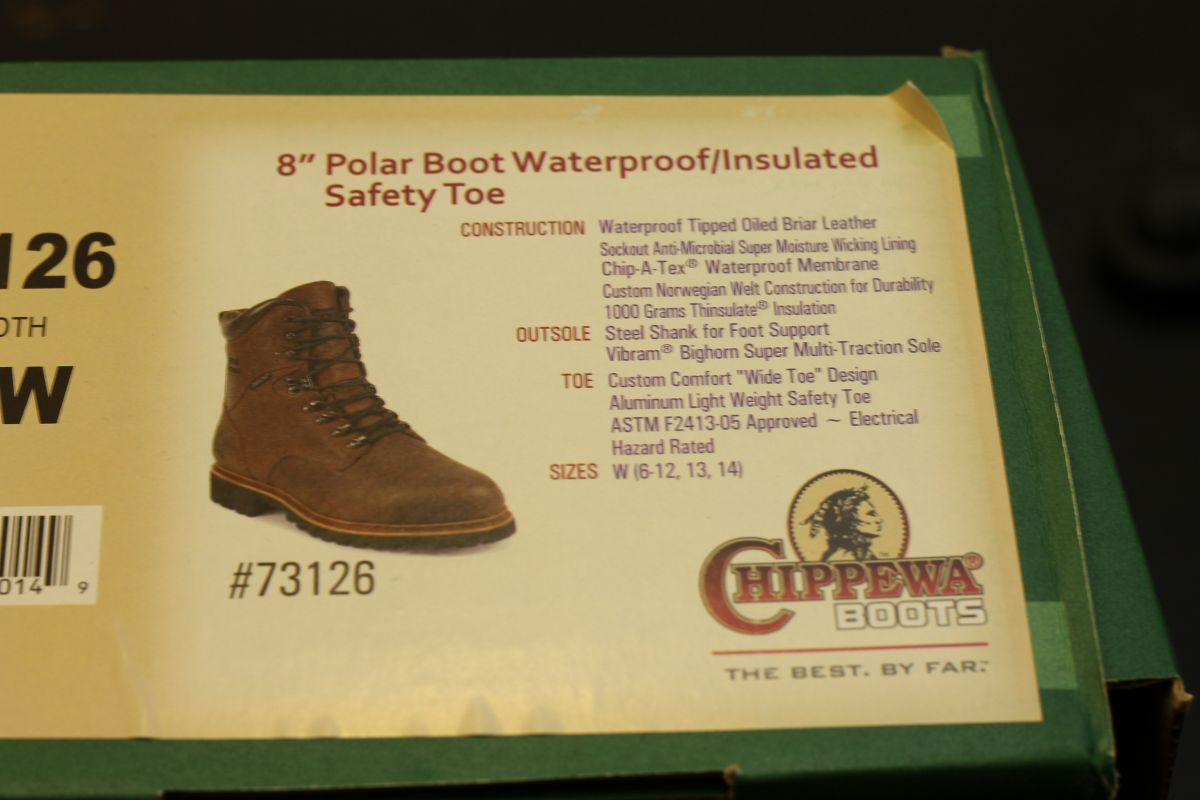 8" Polar Boot Waterproof/Insulated
Safety Toe
CONSTRUCTION Waterproof Tipped Oiled Briar Leather
Sockout Anti-Microbial Super Moisture Wicking Lining
Chip-A-Tex® Waterproof Membrane
Custom Norwegian Welt Construction for Durability
1000 Grams Thinsulate® Insulation
OUTSOLE Steel Shank for Foot Support
Vibram® Bighorn Super Multi-Traction Sole
TOE Custom Comfort "Wide Toe" Design
Aluminum Light Weight Safety Toe
ASTM F2413-05 Approved ~ Electrical
Hazard Rated
SIZES W (6-12, 13, 14)
126
W
014 9
#73126
CHIPPEWA®
BOOTS
THE BEST. BY FAR.™